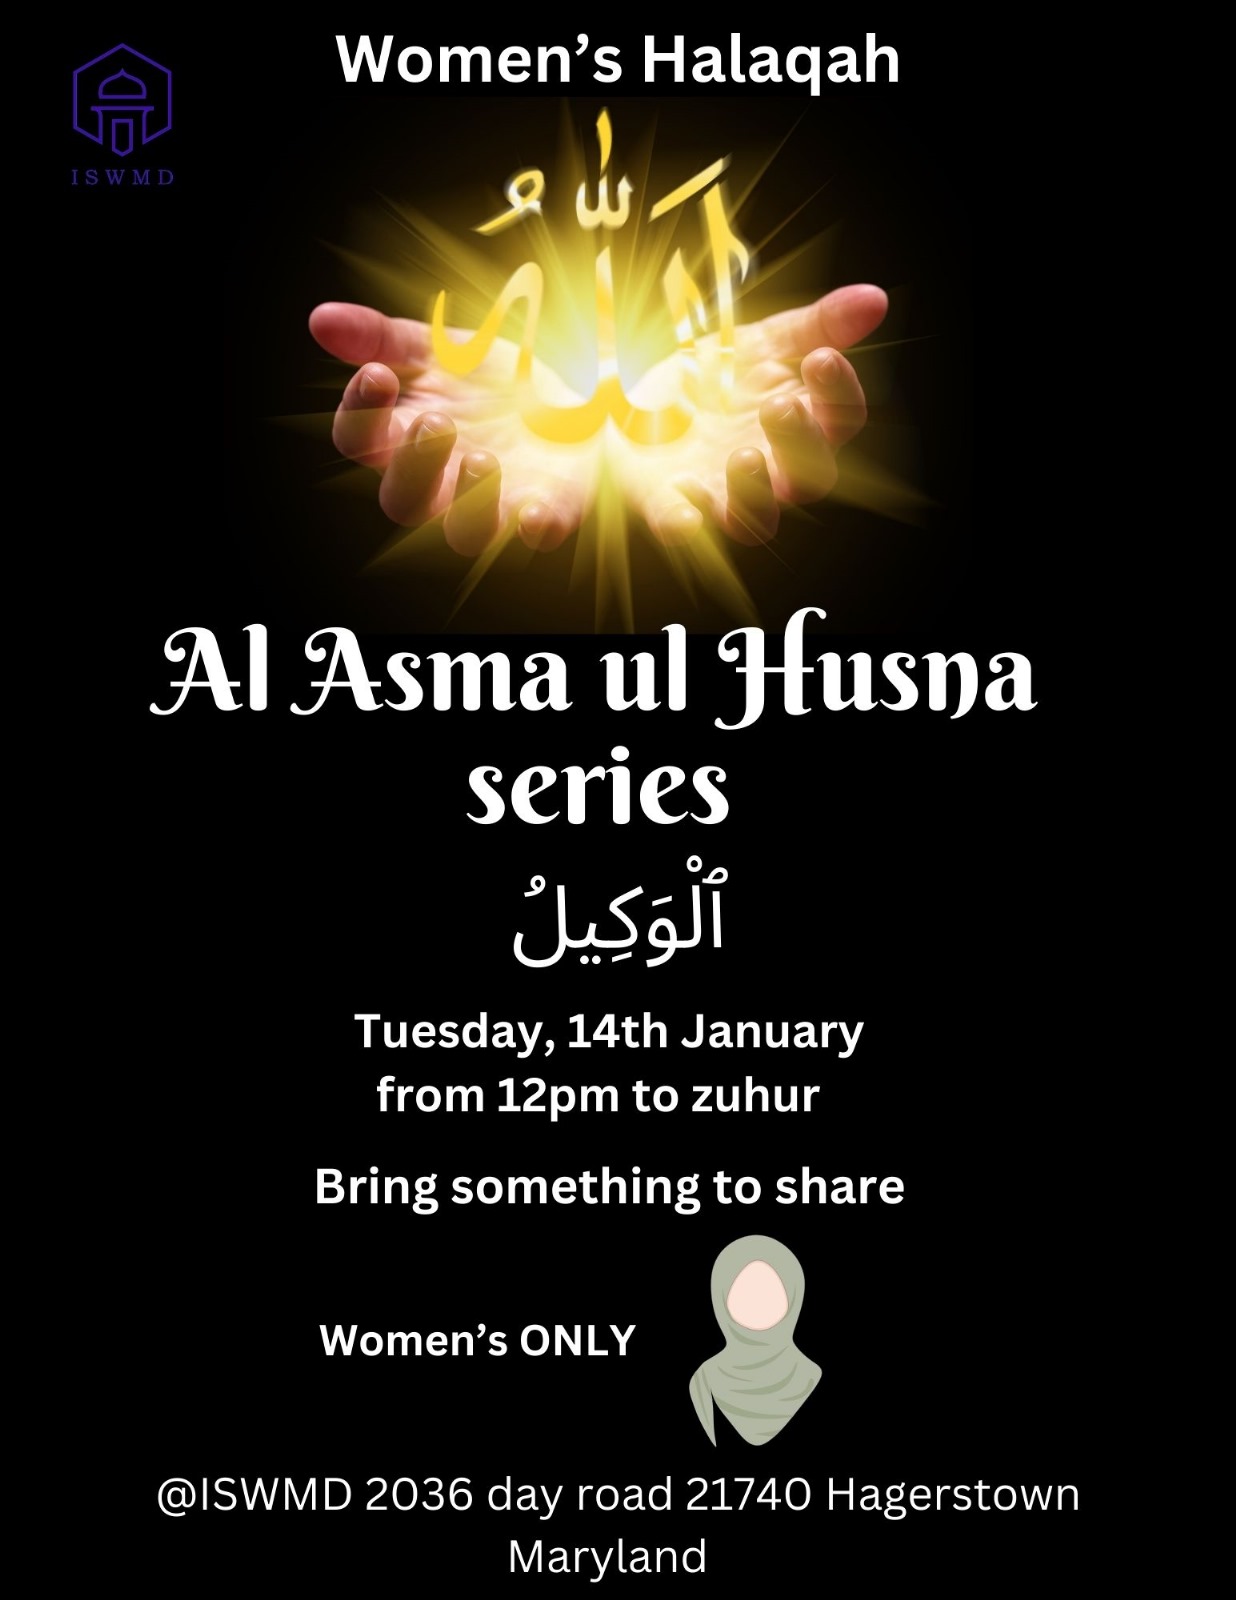 Women’s Halaqah
ISWMD
ٱللَّٰهُ
Al Asma ul Husna
series
ٱلْوَكِيلُ
Tuesday, 14th January
from 12pm to zuhur
Bring something to share
Women’s ONLY
@ISWMD 2036 day road 21740 Hagerstown
Maryland